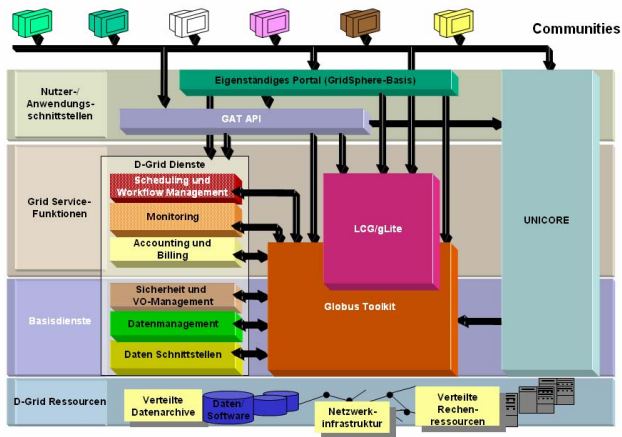 Communities
Eigenständiges Portal (GridSphere-Basis)
Nutzer-/
Anwendungs-
schnittstellen
GAT API
D-Grid Dienste
Scheduling und
Workflow Management
Grid Service-
Funktionen
Monitoring
LCG/gLite
UNICORE
Accounting und
Billing
Sicherheit und
VO-Management
Globus Toolkit
Basisdienste
Datenmanagement
Daten Schnittstellen
D-Grid Ressourcen
Verteilte
Datenarchive
Daten/
Software
Netzwerk-
infrastruktur
Verteilte
Rechen-
ressourcen